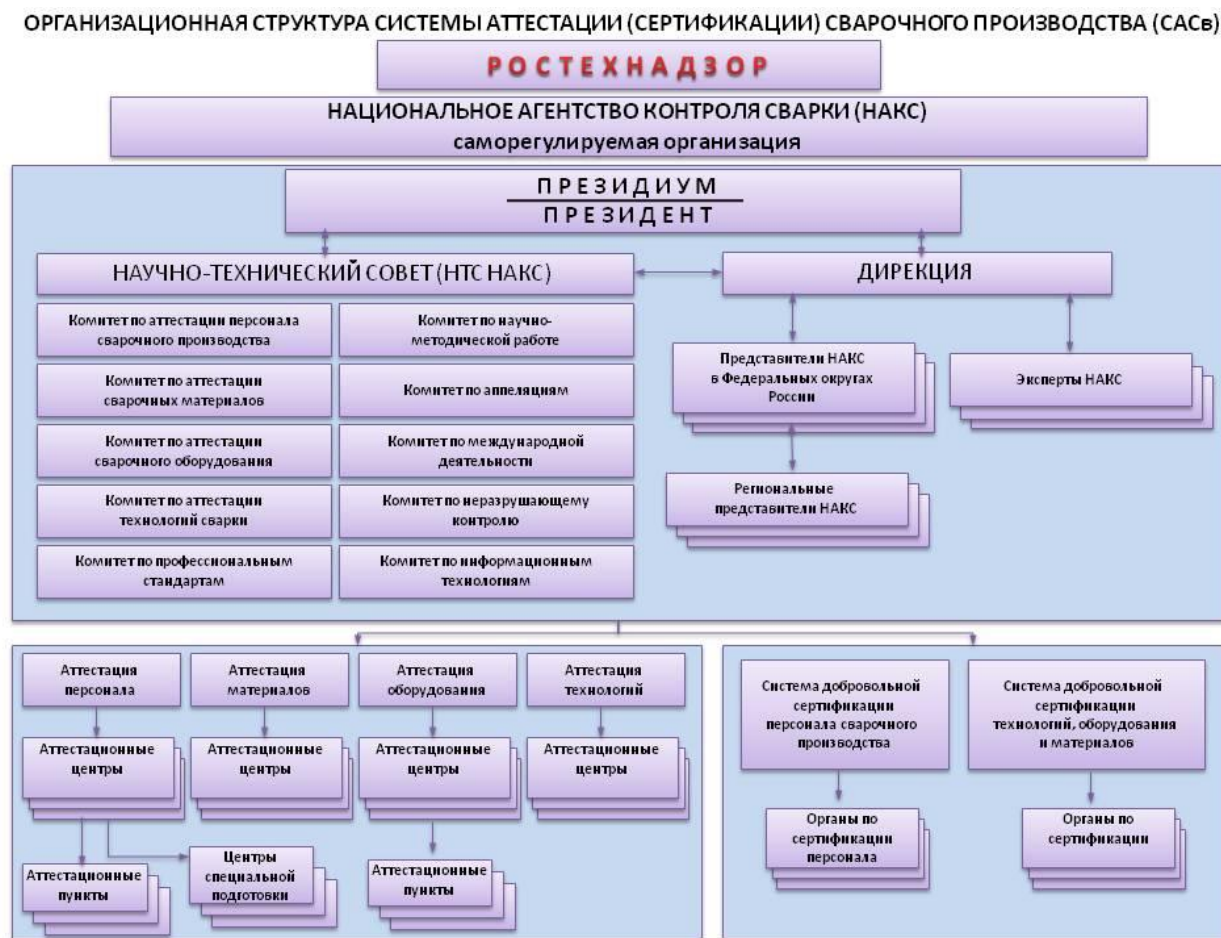 ОРГАНИЗАЦИОННАЯ СТРУКТУРА СИСТЕМЫ АТТЕСТАЦИИ (СЕРТИФИКАЦИИ) СВАРОЧНОГО ПРОИЗВОДСТВА (САСв)
РОСТЕХНАДЗОР
НАЦИОНАЛЬНОЕ АГЕНТСТВО КОНТРОЛЯ СВАРКИ (НАКС)
саморегулируемая организация
ПРЕЗИДИУМ
ПРЕЗИДЕНТ
НАУЧНО-ТЕХНИЧЕСКИЙ СОВЕТ (НТС НАКС)
ДИРЕКЦИЯ
Комитет по аттестации персонала
сварочного производства
Комитет по научно-
методической работе
Комитет по аттестации
сварочных материалов
Комитет по аппеляциям
Комитет по аттестации
сварочного оборудования
Комитет по международной
деятельности
Комитет по аттестации
технологий сварки
Комитет по неразрушающему
контролю
Комитет по профессиональным
стандартам
Комитет по информационным
технологиям
Представители НАКС
в Федеральных округах
России
Эксперты НАКС
Региональные
представители НАКС
Аттестация
персонала
Аттестация
материалов
Аттестация
оборудования
Аттестация
технологий
Аттестационные
центры
Аттестационные
центры
Аттестационные
центры
Аттестационные
центры
Аттестационные
пункты
Центры
специальной
подготовки
Аттестационные
пункты
Система добровольной
сертификации
персонала сварочного
производства
Система добровольной
сертификации
технологий, оборудования
и материалов
Органы по
сертификации
персонала
Органы по
сертификации